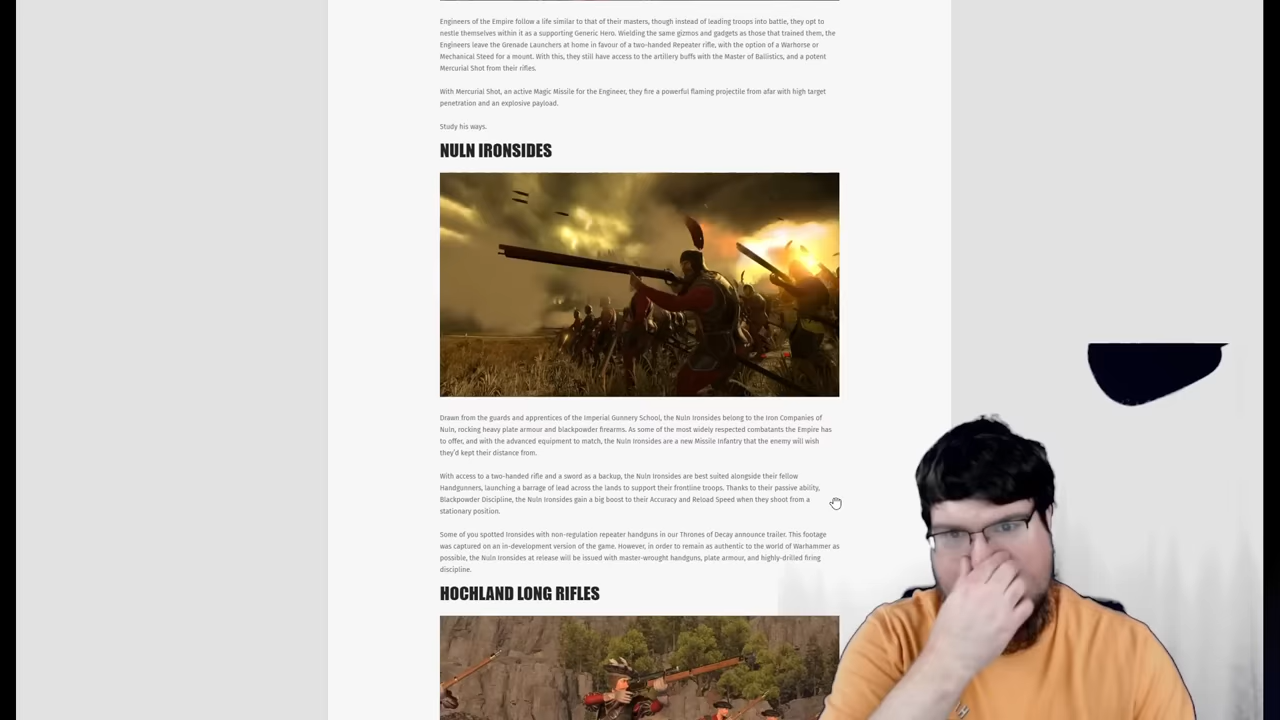 Engineers of the Empire follow a life similar to that of their masters, though instead of leading troops into battle, they opt to
nestle themselves within it as a supporting Generic Hero. Wielding the same gizmos and gadgets as those that trained them, the
Engineers leave the Grenade Launchers at home in favour of a two-handed Repeater rifle, with the option of a Warhorse or
Mechanical Steed for a mount. With this, they still have access to the artillery buffs with the Master of Ballistics, and a potent
Mercurial Shot from their rifles.
With Mercurial Shot, an active Magic Missile for the Engineer, they fire a powerful flaming projectile from afar with high target
penetration and an explosive payload.
Study his ways.
NULN IRONSIDES
Drawn from the guards and apprentices of the Imperial Gunnery School, the Nuln Ironsides belong to the Iron Companies of
Nuln, rocking heavy plate armour and blackpowder firearms. As some of the most widely respected combatants the Empire has
to offer, and with the advanced equipment to match, the Nuln Ironsides are a new Missile Infantry that the enemy will wish
they'd kept their distance from.
With access to a two-handed rifle and a sword as a backup, the Nuln Ironsides are best suited alongside their fellow
Handgunners, launching a barrage of lead across the lands to support their frontline troops. Thanks to their passive ability,
Blackpowder Discipline, the Nuln Ironsides gain a big boost to their Accuracy and Reload Speed when they shoot from a
stationary position.
Some of you spotted Ironsides with non-regulation repeater handguns in our Thrones of Decay announce trailer. This footage
was captured on an in-development version of the game. However, in order to remain as authentic to the world of Warhammer as
possible, the Nuln Ironsides at release will be issued with master-wrought handguns, plate armour, and highly-drilled firing
discipline.
HOCHLAND LONG RIFLES